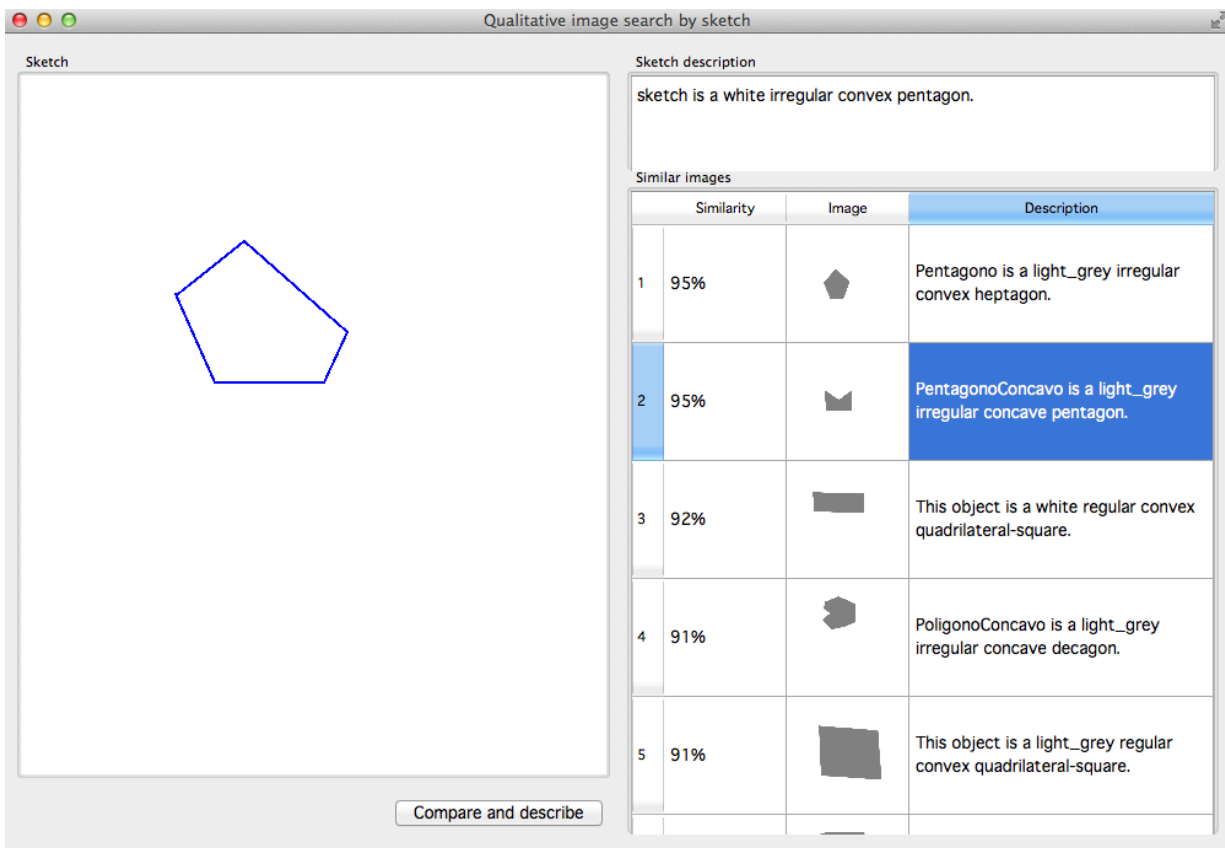 Qualitative image search by sketch
Sketch
Sketch description
sketch is a white irregular convex pentagon.
Similar images
Similarity Image Description
1 95% Pentagono is a light_grey irregular
convex heptagon.
2 95% PentagonoConcavo is a light_grey
irregular concave pentagon.
3 92% This object is a white regular convex
quadrilateral-square.
4 91% PoligonoConcavo is a light_grey
irregular concave decagon.
5 91% This object is a light_grey regular
convex quadrilateral-square.
Compare and describe